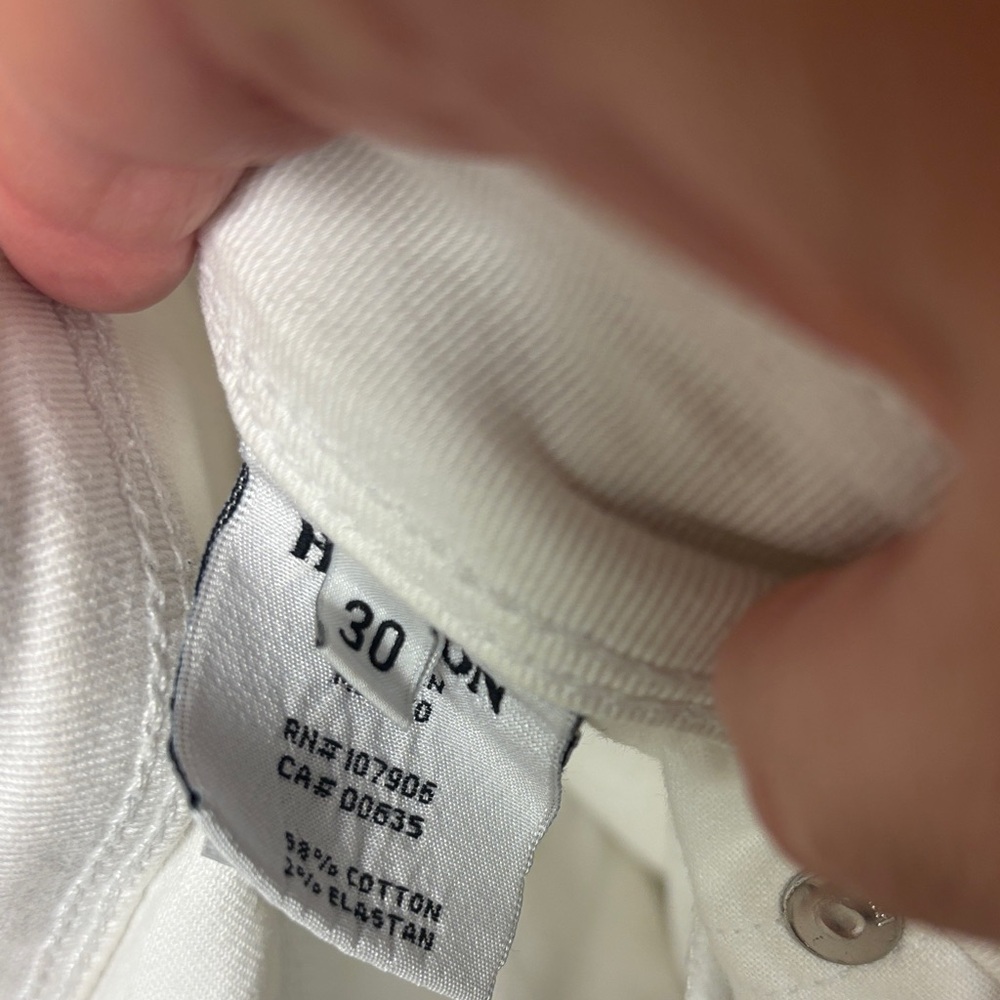 30
RN# 107906
CA# 00635
98% COTTON
2% ELASTAN